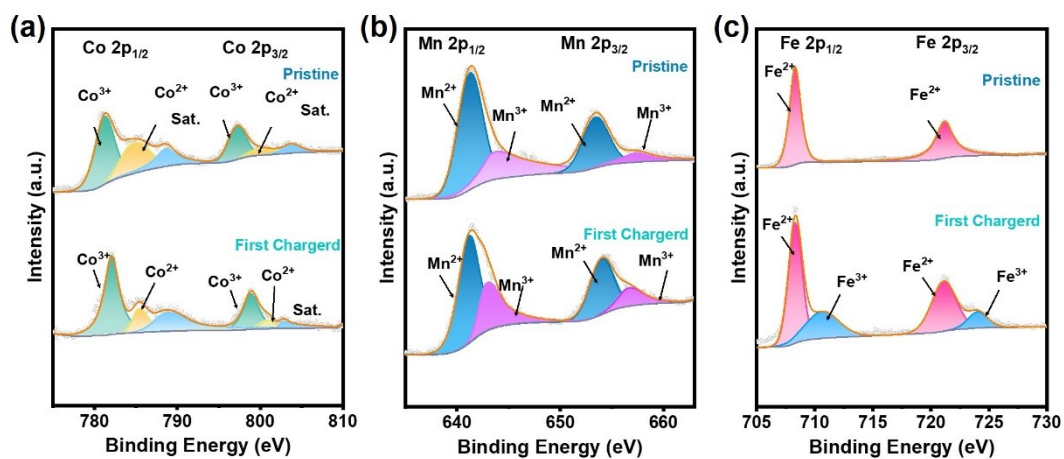 (a)
Co 2p1/2
Co 2p3/2
Pristine
Co3+
Co2+
Sat.
Co3+
Co2+
Sat.
First Chargerd
Co3+
Co2+
Co3+
Co2+
Sat.
Intensity (a.u.)
780
790
800
810
Binding Energy (eV)
(b)
Mn 2p1/2
Mn 2p3/2
Pristine
Mn2+
Mn3+
Mn2+
Mn3+
First Chargerd
Mn2+
Mn3+
Mn2+
Mn3+
Intensity (a.u.)
640
650
660
Binding Energy (eV)
(c)
Fe 2p1/2
Fe 2p3/2
Fe2+
Pristine
Fe2+
First Chargerd
Fe2+
Fe3+
Fe2+
Fe3+
Intensity (a.u.)
705
710
715
720
725
730
Binding Energy (eV)